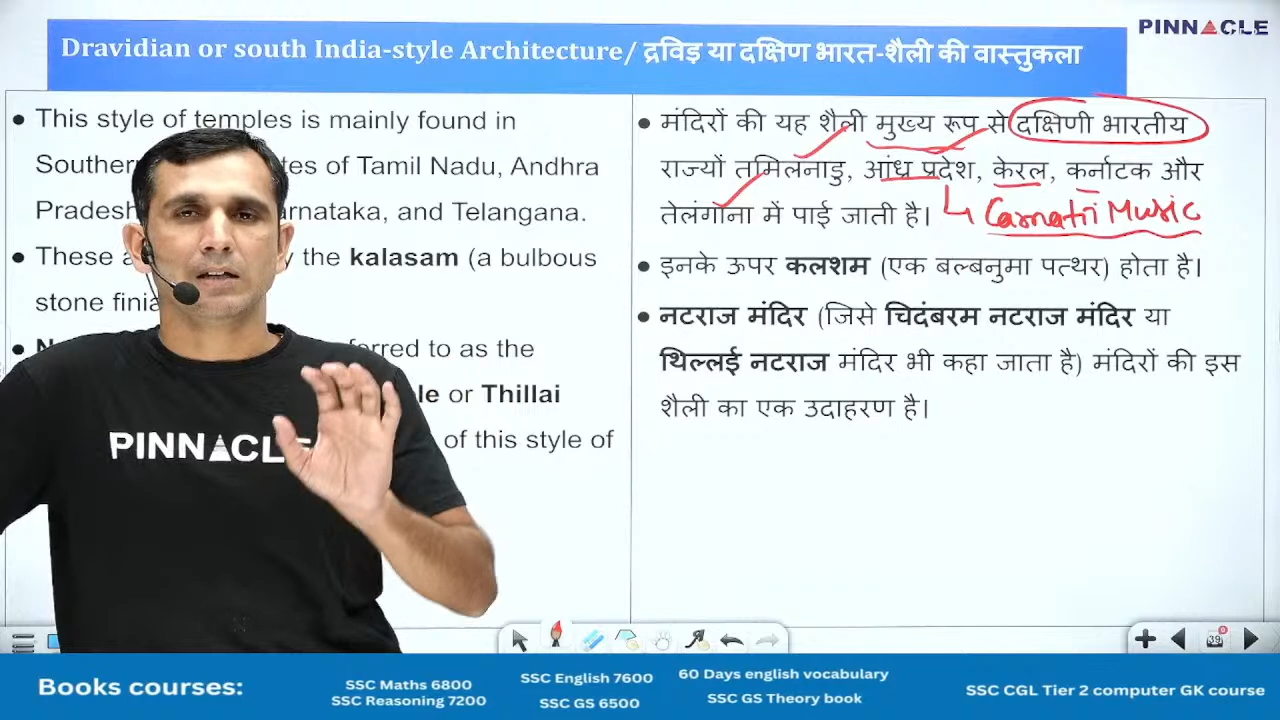 PINNACLE
Dravidian or south India-style Architecture/ द्रविड़ या दक्षिण भारत-शैली की वास्तुकला
This style of temples is mainly found in
Southern tes of Tamil Nadu, Andhra
Pradesh rnataka, and Telangana.
These a y the kalasam (a bulbous
stone finia
N ferred to as the
le or Thillai
of this style of
मंदिरों की यह शैली मुख्य रूप से दक्षिणी भारतीय
राज्यों तमिलनाडु, आंध्र प्रदेश, केरल, कर्नाटक और
तेलंगाना में पाई जाती है।
Carnatri Music
इनके ऊपर कलशम (एक बल्बनुमा पत्थर) होता है।
नटराज मंदिर (जिसे चिदंबरम नटराज मंदिर या
थिल्लई नटराज मंदिर भी कहा जाता है) मंदिरों की इस
शैली का एक उदाहरण है।
PINNACLE
39
Books courses:
SSC Maths 6800
SSC Reasoning 7200
SSC English 7600
SSC GS 6500
60 Days english vocabulary
SSC GS Theory book
SSC CGL Tier 2 computer GK course